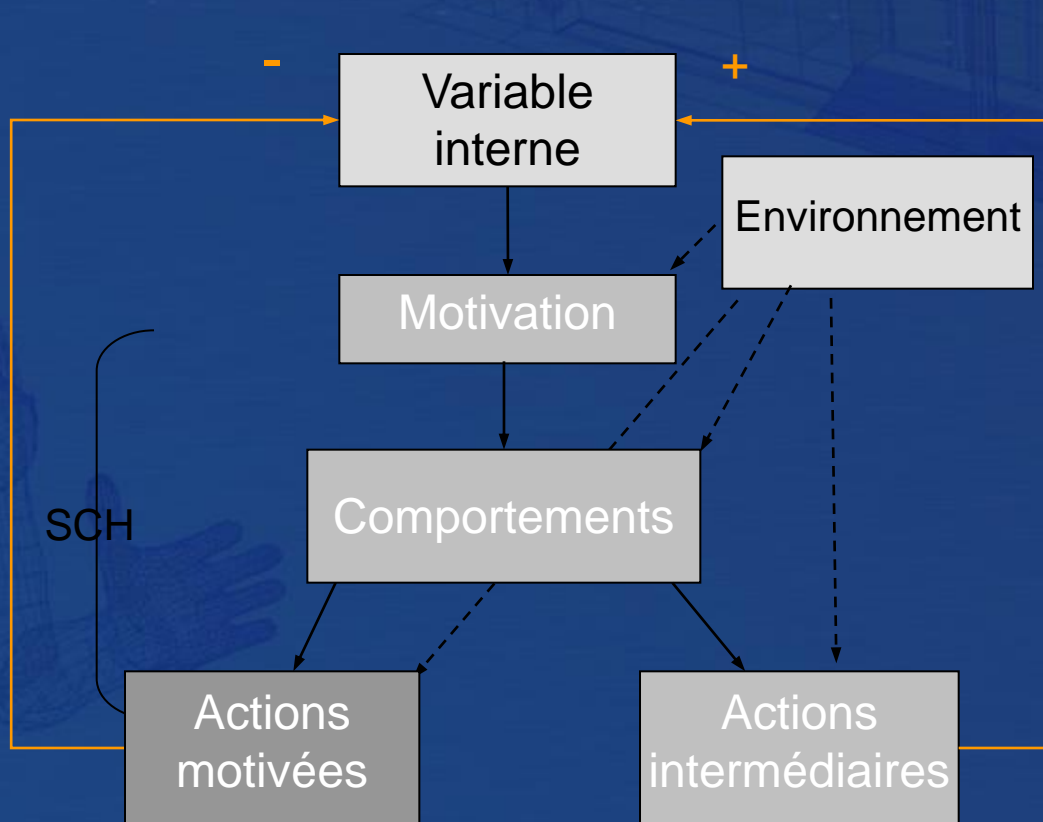 -
+
Variable
interne
Environnement
Motivation
Comportements
SCH
Actions
motivées
Actions
intermédiaires